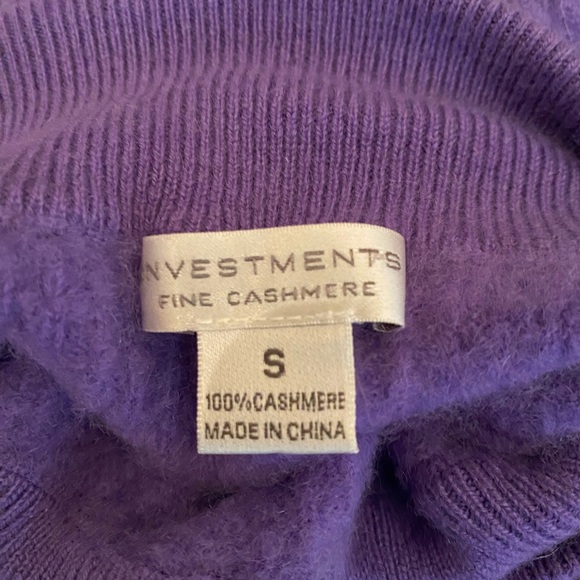 INVESTMENTS
FINE CASHMERE
S
100%CASHMERE
MADE IN CHINA